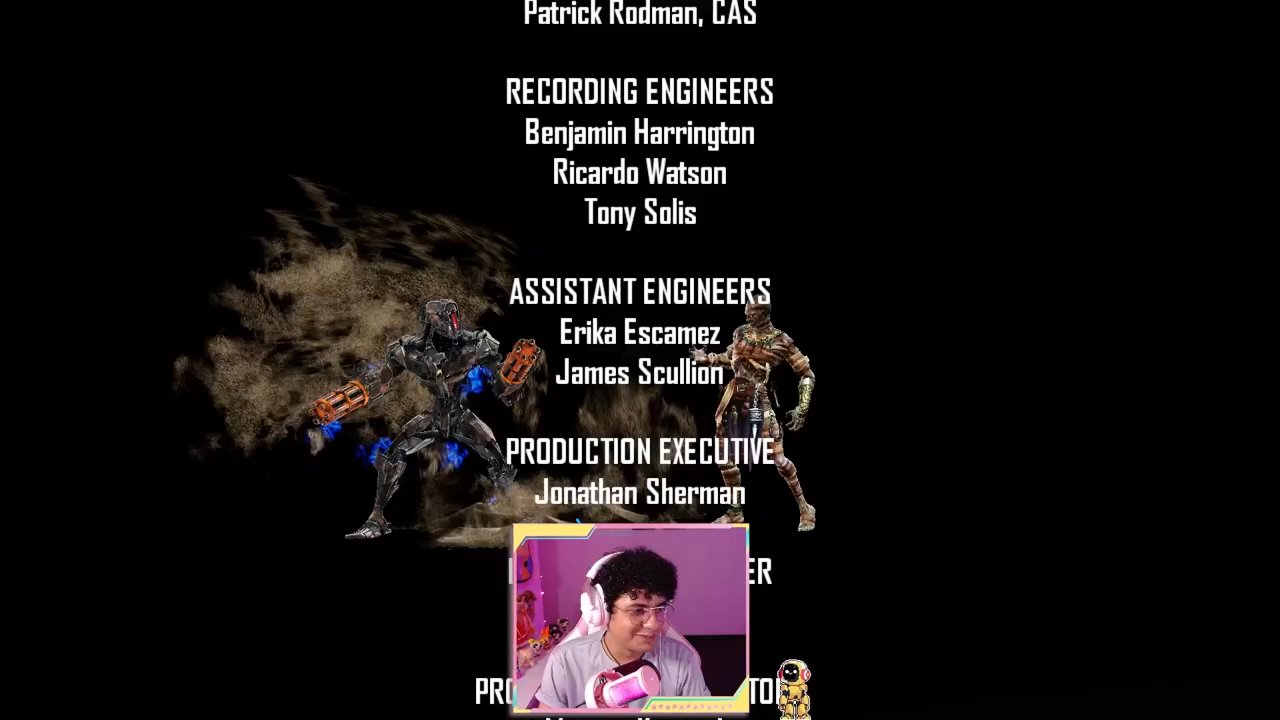 Patrick Rodman, CAS
RECORDING ENGINEERS
Benjamin Harrington
Ricardo Watson
Tony Solis
ASSISTANT ENGINEERS
Erika Escamez
James Scullion
PRODUCTION EXECUTIVE
Jonathan Sherman